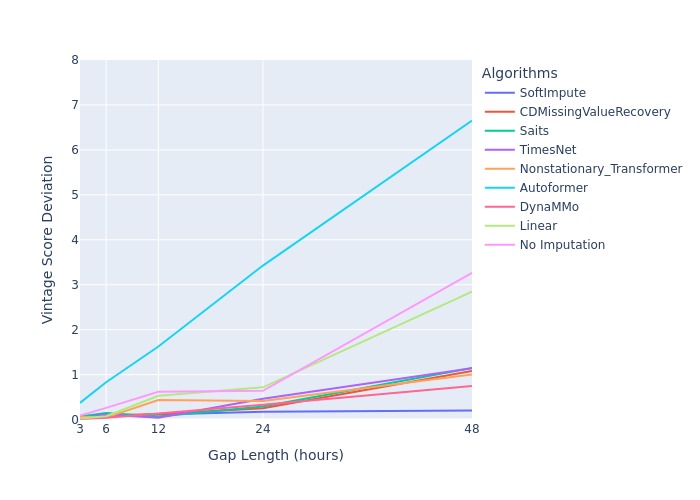 Vintage Score Deviation
8
7
6
5
4
3
2
1
0
3
6
12
24
48
Gap Length (hours)
Algorithms
SoftImpute
CDMissingValueRecovery
Saits
TimesNet
Nonstationary_Transformer
Autoformer
DynaMMo
Linear
No Imputation